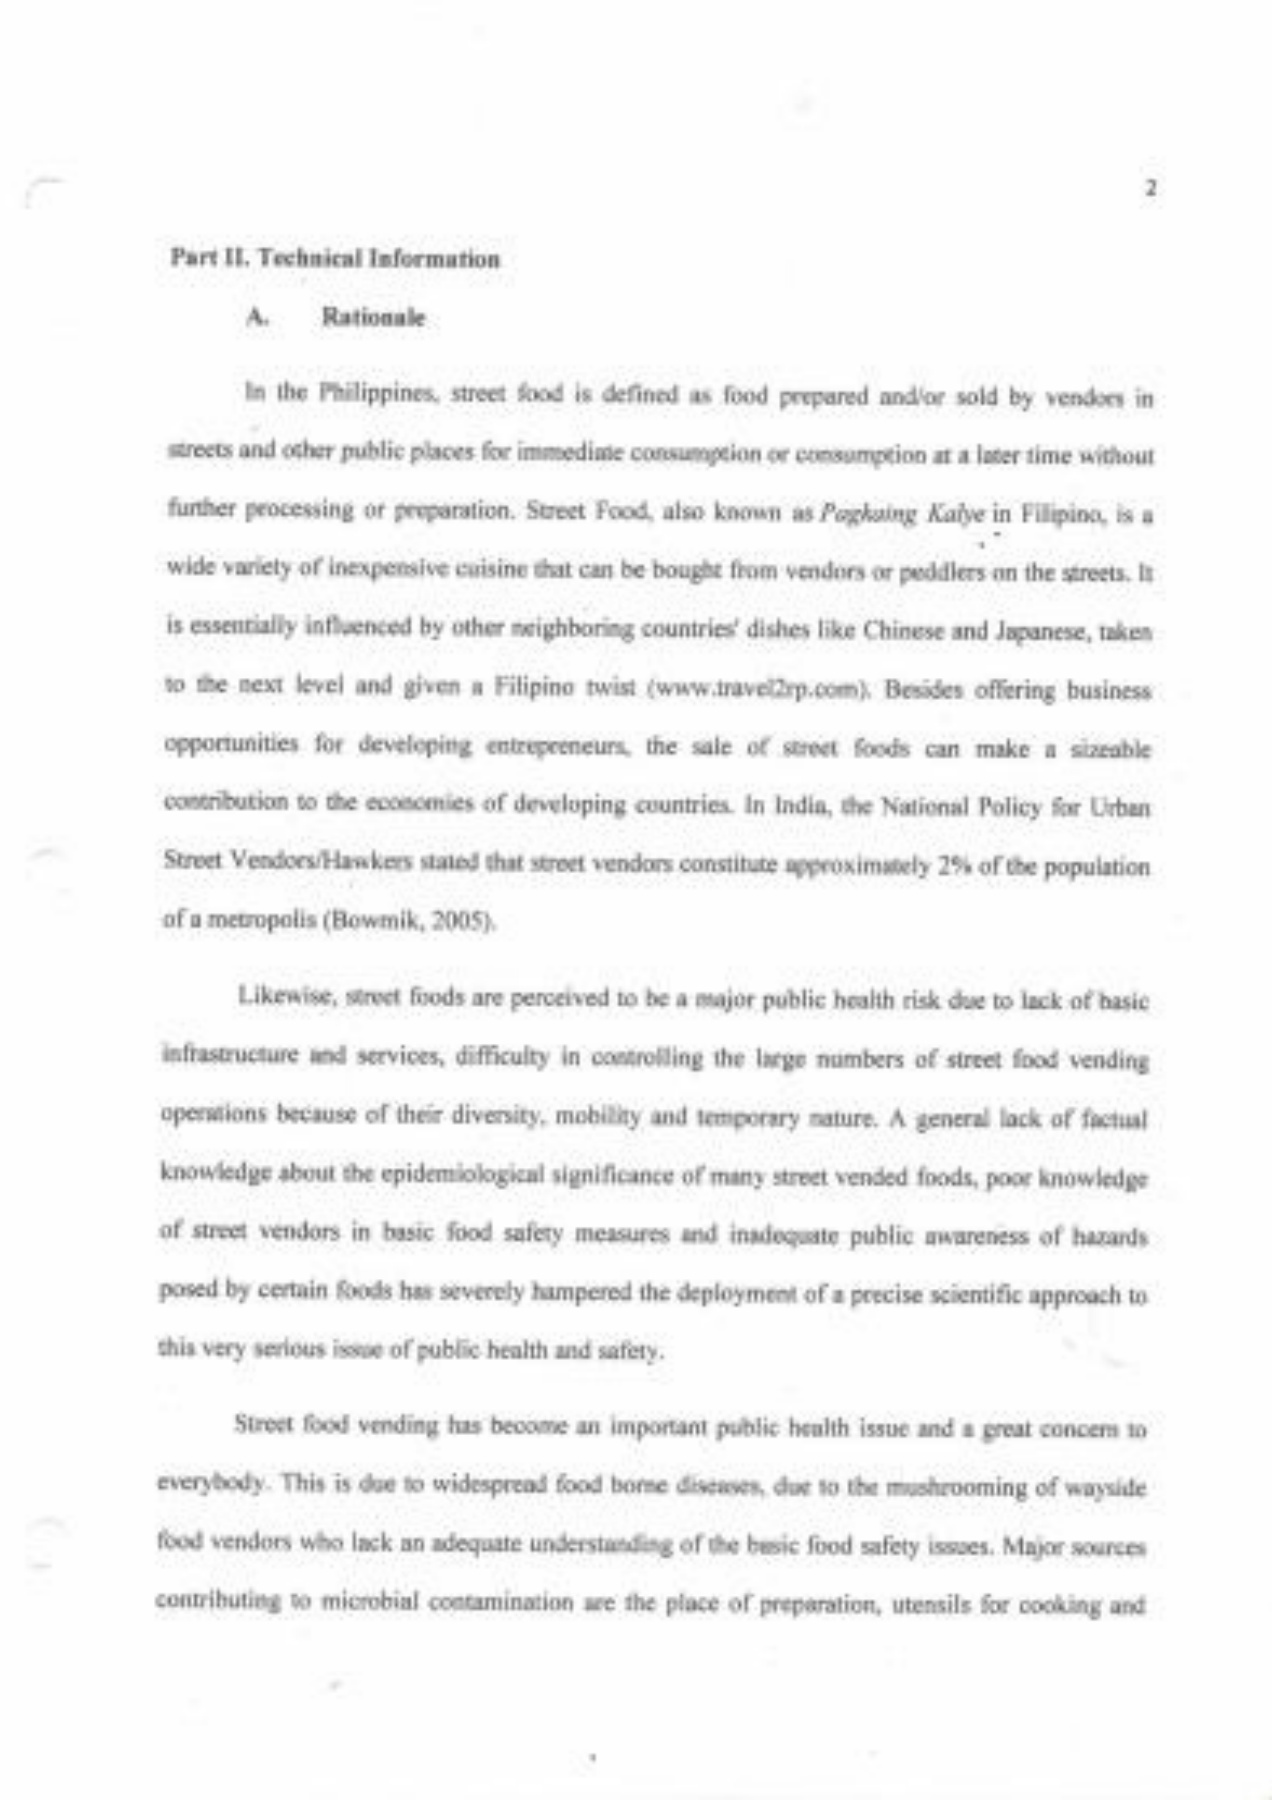 2
Part II. Technical Information
A. Rationale
In the Philippines, street food is defined as food prepared and/or sold by vendors in
streets and other public places for immediate consumption or consumption at a later time without
further processing or preparation. Street Food, also known as Pagkaing Kalye in Filipino, is a
wide variety of inexpensive cuisine that can be bought from vendors or peddlers on the streets. It
is essentially influenced by other neighboring countries' dishes like Chinese and Japanese, taken
to the next level and given a Filipino twist (www.travel2rp.com). Besides offering business
opportunities for developing entrepreneurs, the sale of street foods can make a sizeable
contribution to the economies of developing countries. In India, the National Policy for Urban
Street Vendors/Hawkers stated that street vendors constitute approximately 2% of the population
of a metropolis (Bowmik, 2005).
Likewise, street foods are perceived to be a major public health risk due to lack of basic
infrastructure and services, difficulty in controlling the large numbers of street food vending
operations because of their diversity, mobility and temporary nature. A general lack of factual
knowledge about the epidemiological significance of many street vended foods, poor knowledge
of street vendors in basic food safety measures and inadequate public awareness of hazards
posed by certain foods has severely hampered the deployment of a precise scientific approach to
this very serious issue of public health and safety.
Street food vending has become an important public health issue and a great concern to
everybody. This is due to widespread food borne diseases, due to the mushrooming of wayside
food vendors who lack an adequate understanding of the basic food safety issues. Major sources
contributing to microbial contamination are the place of preparation, utensils for cooking and